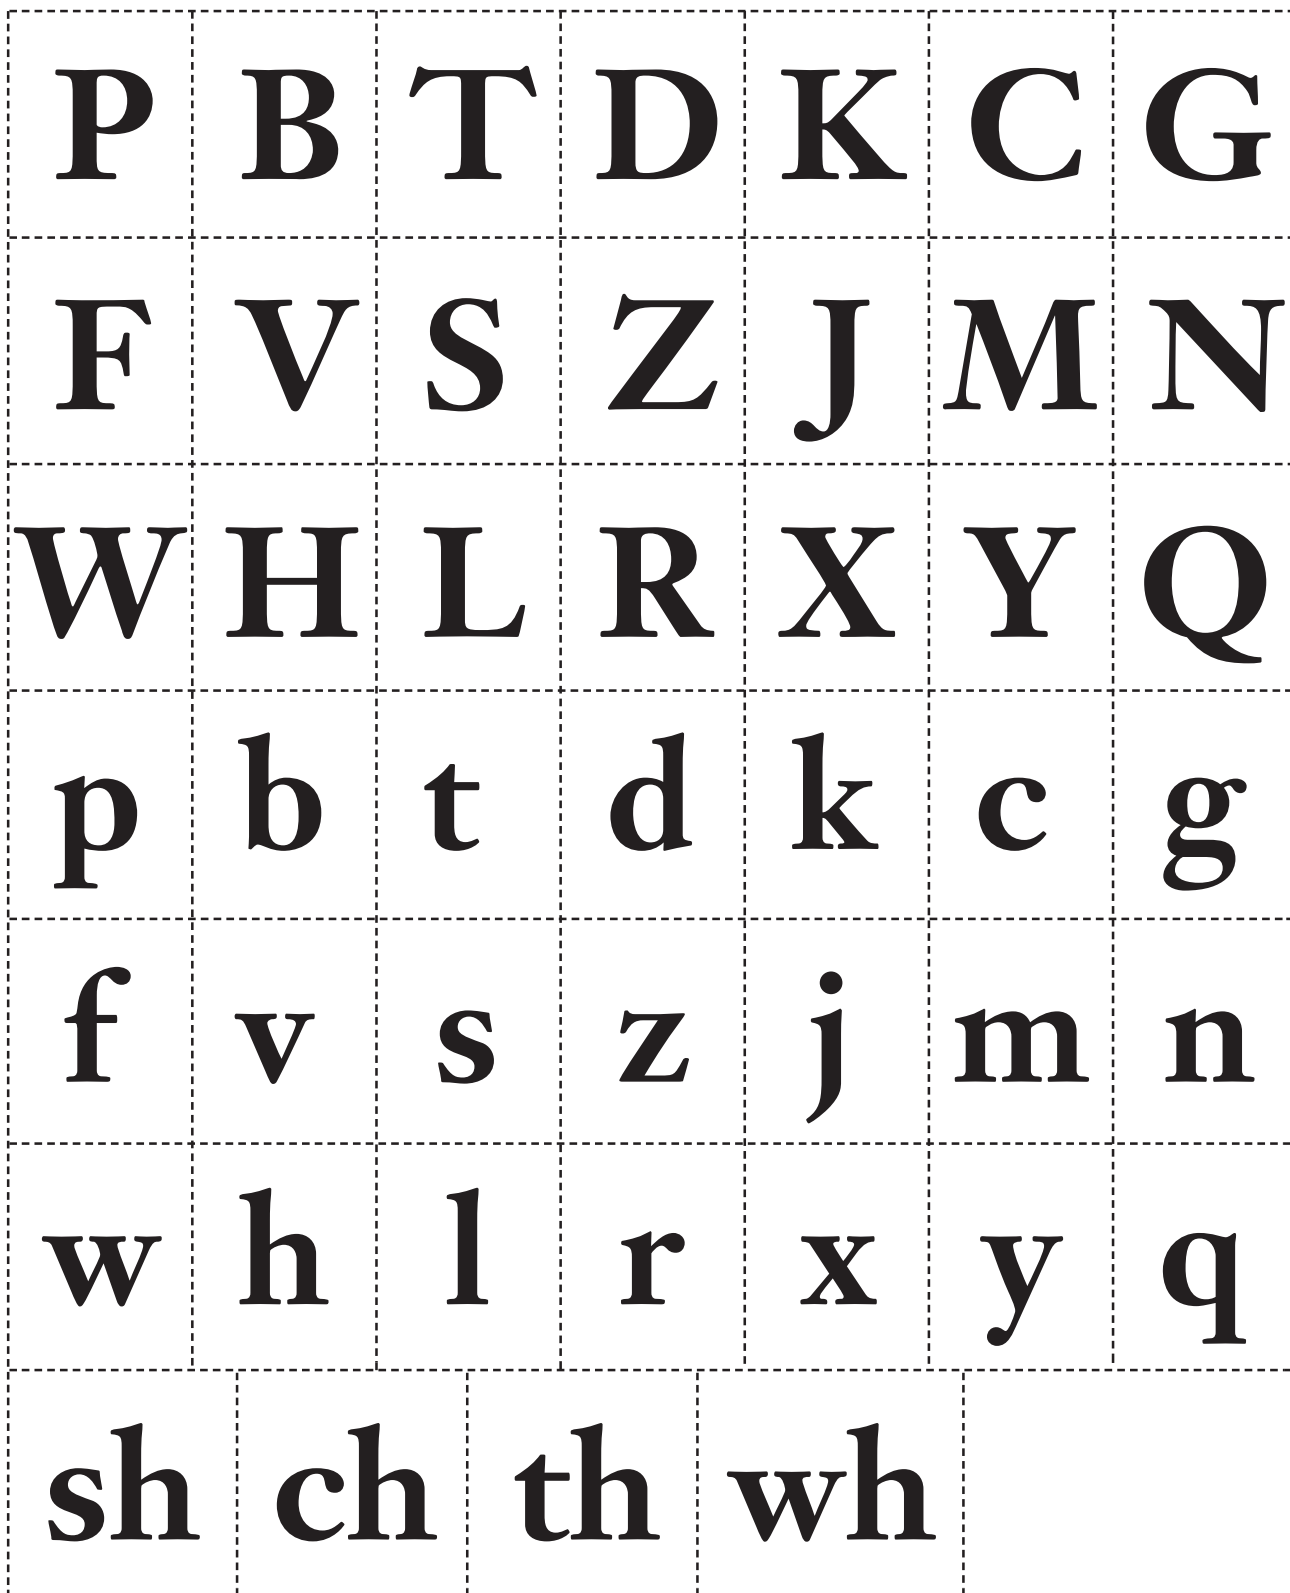 P B T D K C G
F V S Z J M N
W H L R X Y Q
p b t d k c g
f v s z j m n
w h l r x y q
sh ch th wh